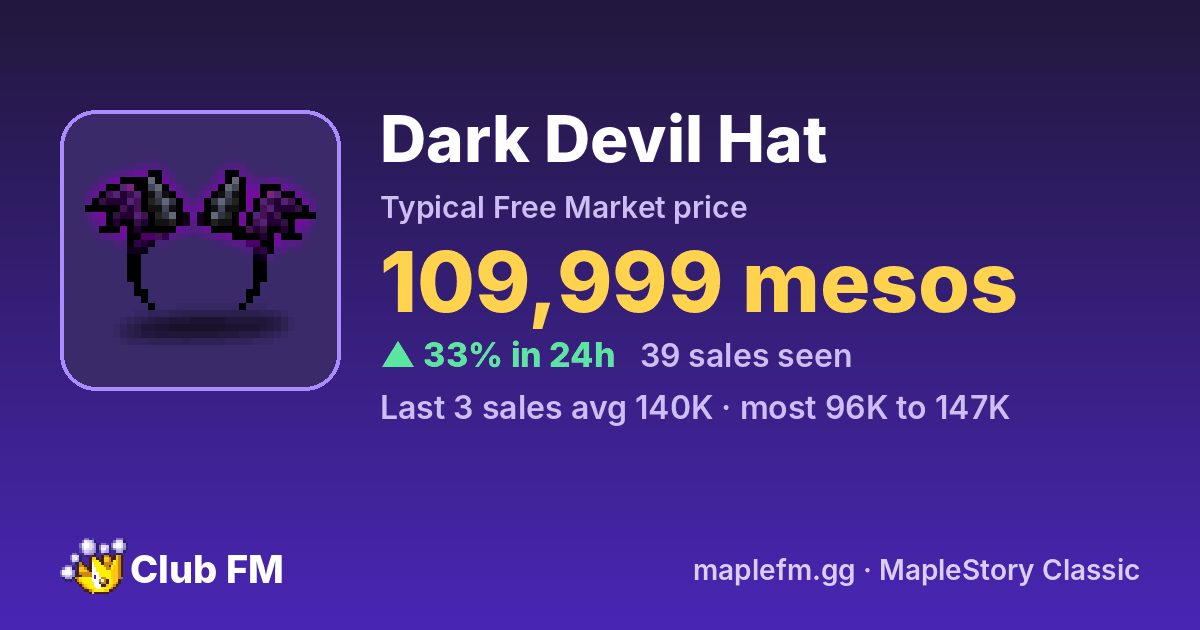 Dark Devil Hat
Typical Free Market price
109,999 mesos
▲ 33% in 24h 39 sales seen
Last 3 sales avg 140K · most 96K to 147K
Club FM
maplefm.gg · MapleStory Classic